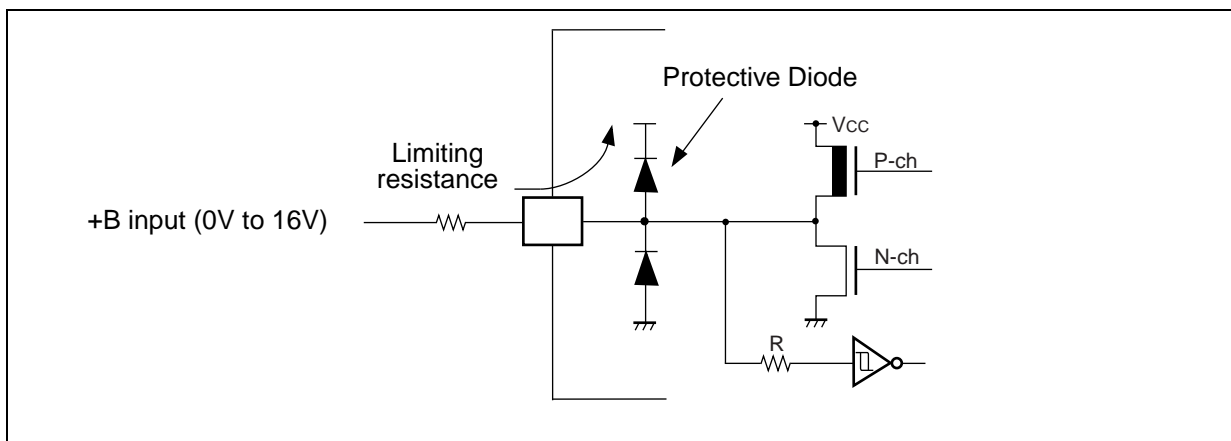 Protective Diode
VCC
Limiting
resistance
P-ch
+B input (0V to 16V)
N-ch
R